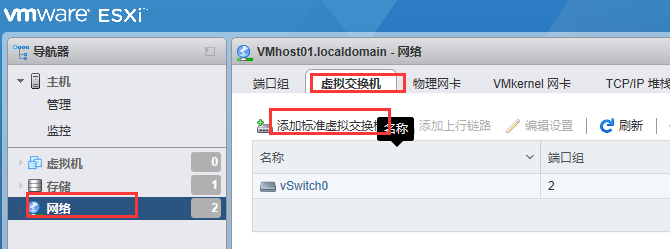 vmware ESXi™
导航器
主机
管理
监控
虚拟机 0
存储 1
网络 2
VMhost01.localdomain - 网络
端口组 虚拟交换机 物理网卡 VMkernel 网卡 TCP/IP 堆栈
添加标准虚拟交换机 添加上行链路 编辑设置 刷新
名称
名称 端口组
vSwitch0 2